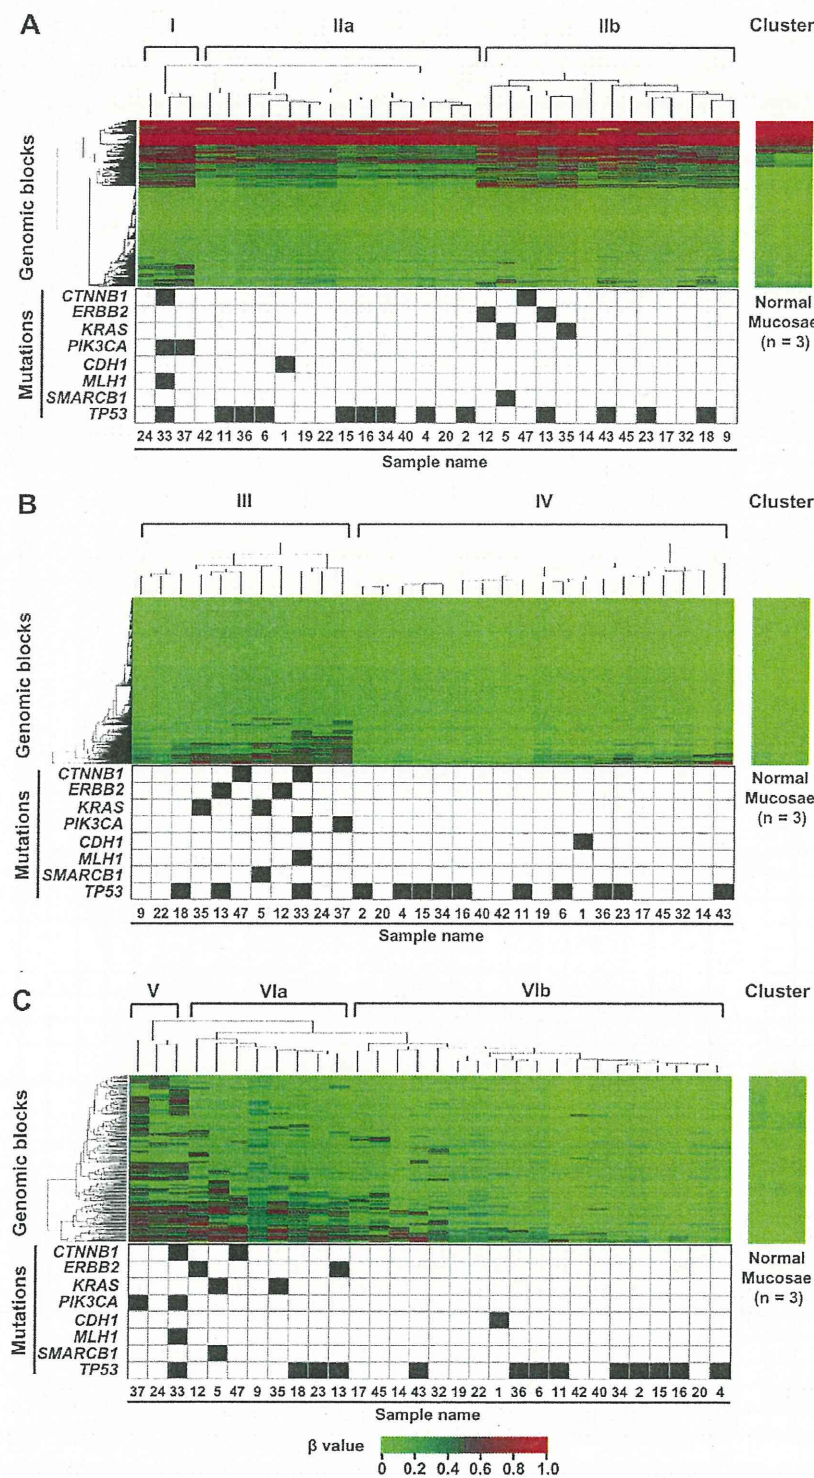 A
I IIa IIb Cluster
Genomic blocks
Normal
Mucosae
(n = 3)
Mutations
CTNNB1
ERBB2
KRAS
PIK3CA
CDH1
MLH1
SMARCB1
TP53
24 33 37 42 11 36 6 1 19 22 15 16 34 40 4 20 2 12 5 47 13 35 14 43 45 23 17 32 18 9
Sample name
B
III IV Cluster
Genomic blocks
Normal
Mucosae
(n = 3)
Mutations
CTNNB1
ERBB2
KRAS
PIK3CA
CDH1
MLH1
SMARCB1
TP53
9 22 18 35 13 47 5 12 33 24 37 2 20 4 15 34 16 40 42 11 19 6 1 36 23 17 45 32 14 43
Sample name
C
V VIa VIb Cluster
Genomic blocks
Normal
Mucosae
(n = 3)
Mutations
CTNNB1
ERBB2
KRAS
PIK3CA
CDH1
MLH1
SMARCB1
TP53
37 24 33 12 5 47 9 35 18 23 13 17 45 14 43 32 19 22 1 36 6 11 42 40 34 2 15 16 20 4
Sample name
β value
0 0.2 0.4 0.6 0.8 1.0